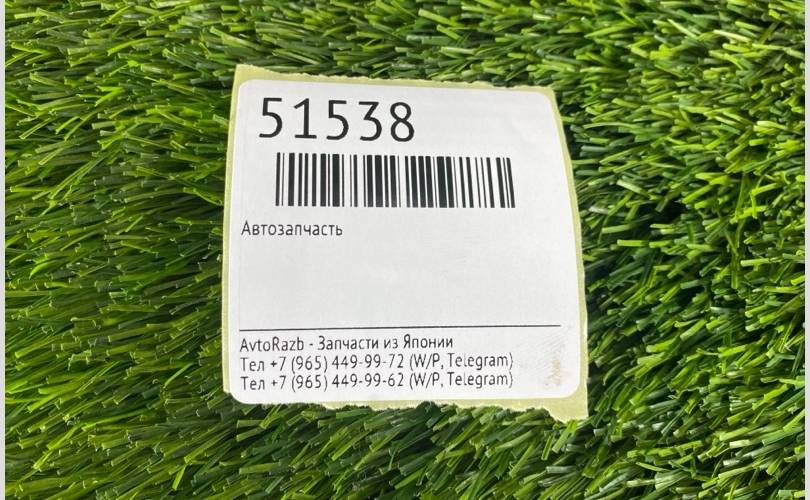 51538
Автозапчасть
AvtoRazb - Запчасти из Японии
Тел +7 (965) 449-99-72 (W/P, Telegram)
Тел +7 (965) 449-99-62 (W/P, Telegram)